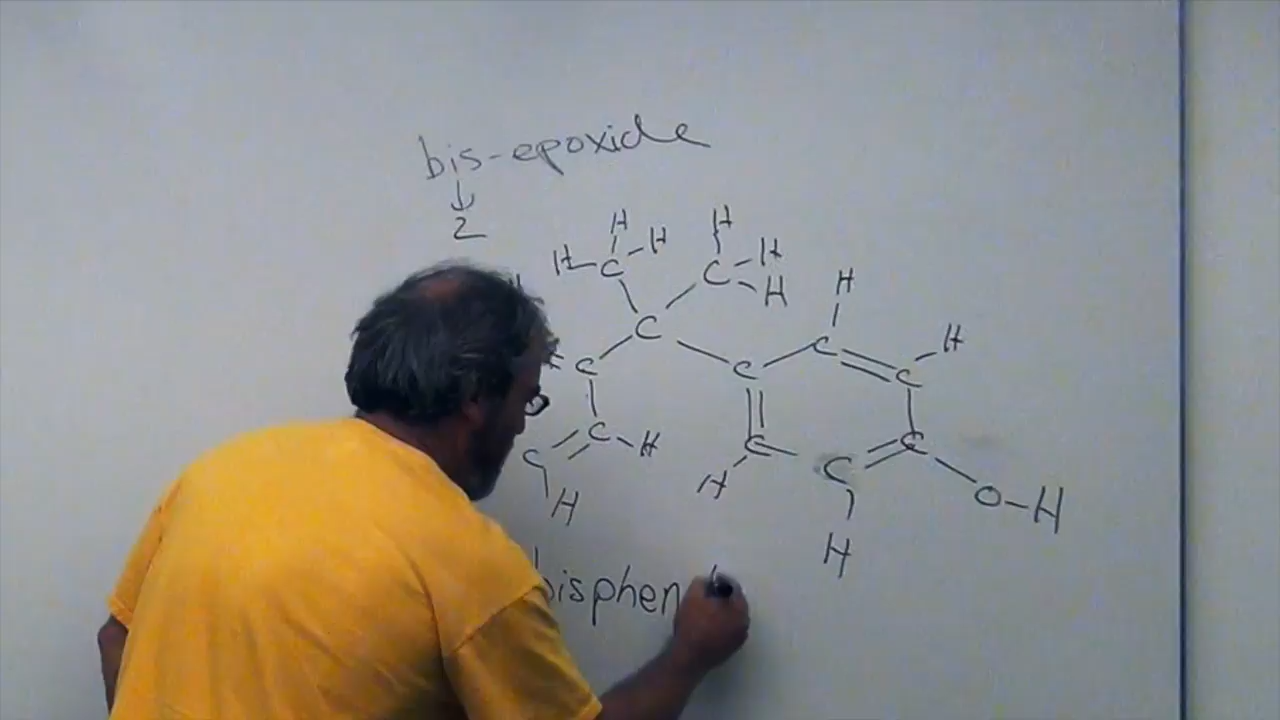 bis-epoxide
↓
2
H H
H H H
H-C C H H
H
C H
C C C C
C C-H C C
H C O-H
H H
H
bisphen